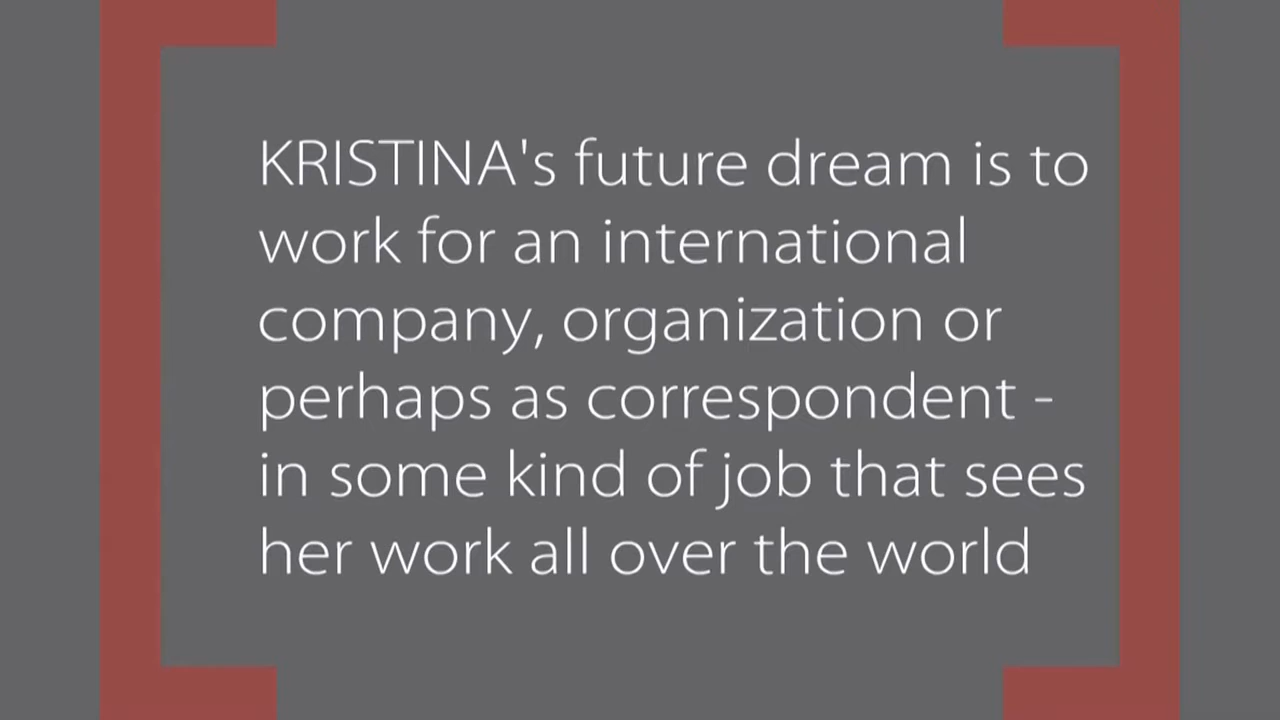 KRISTINA's future dream is to
work for an international
company, organization or
perhaps as correspondent -
in some kind of job that sees
her work all over the world